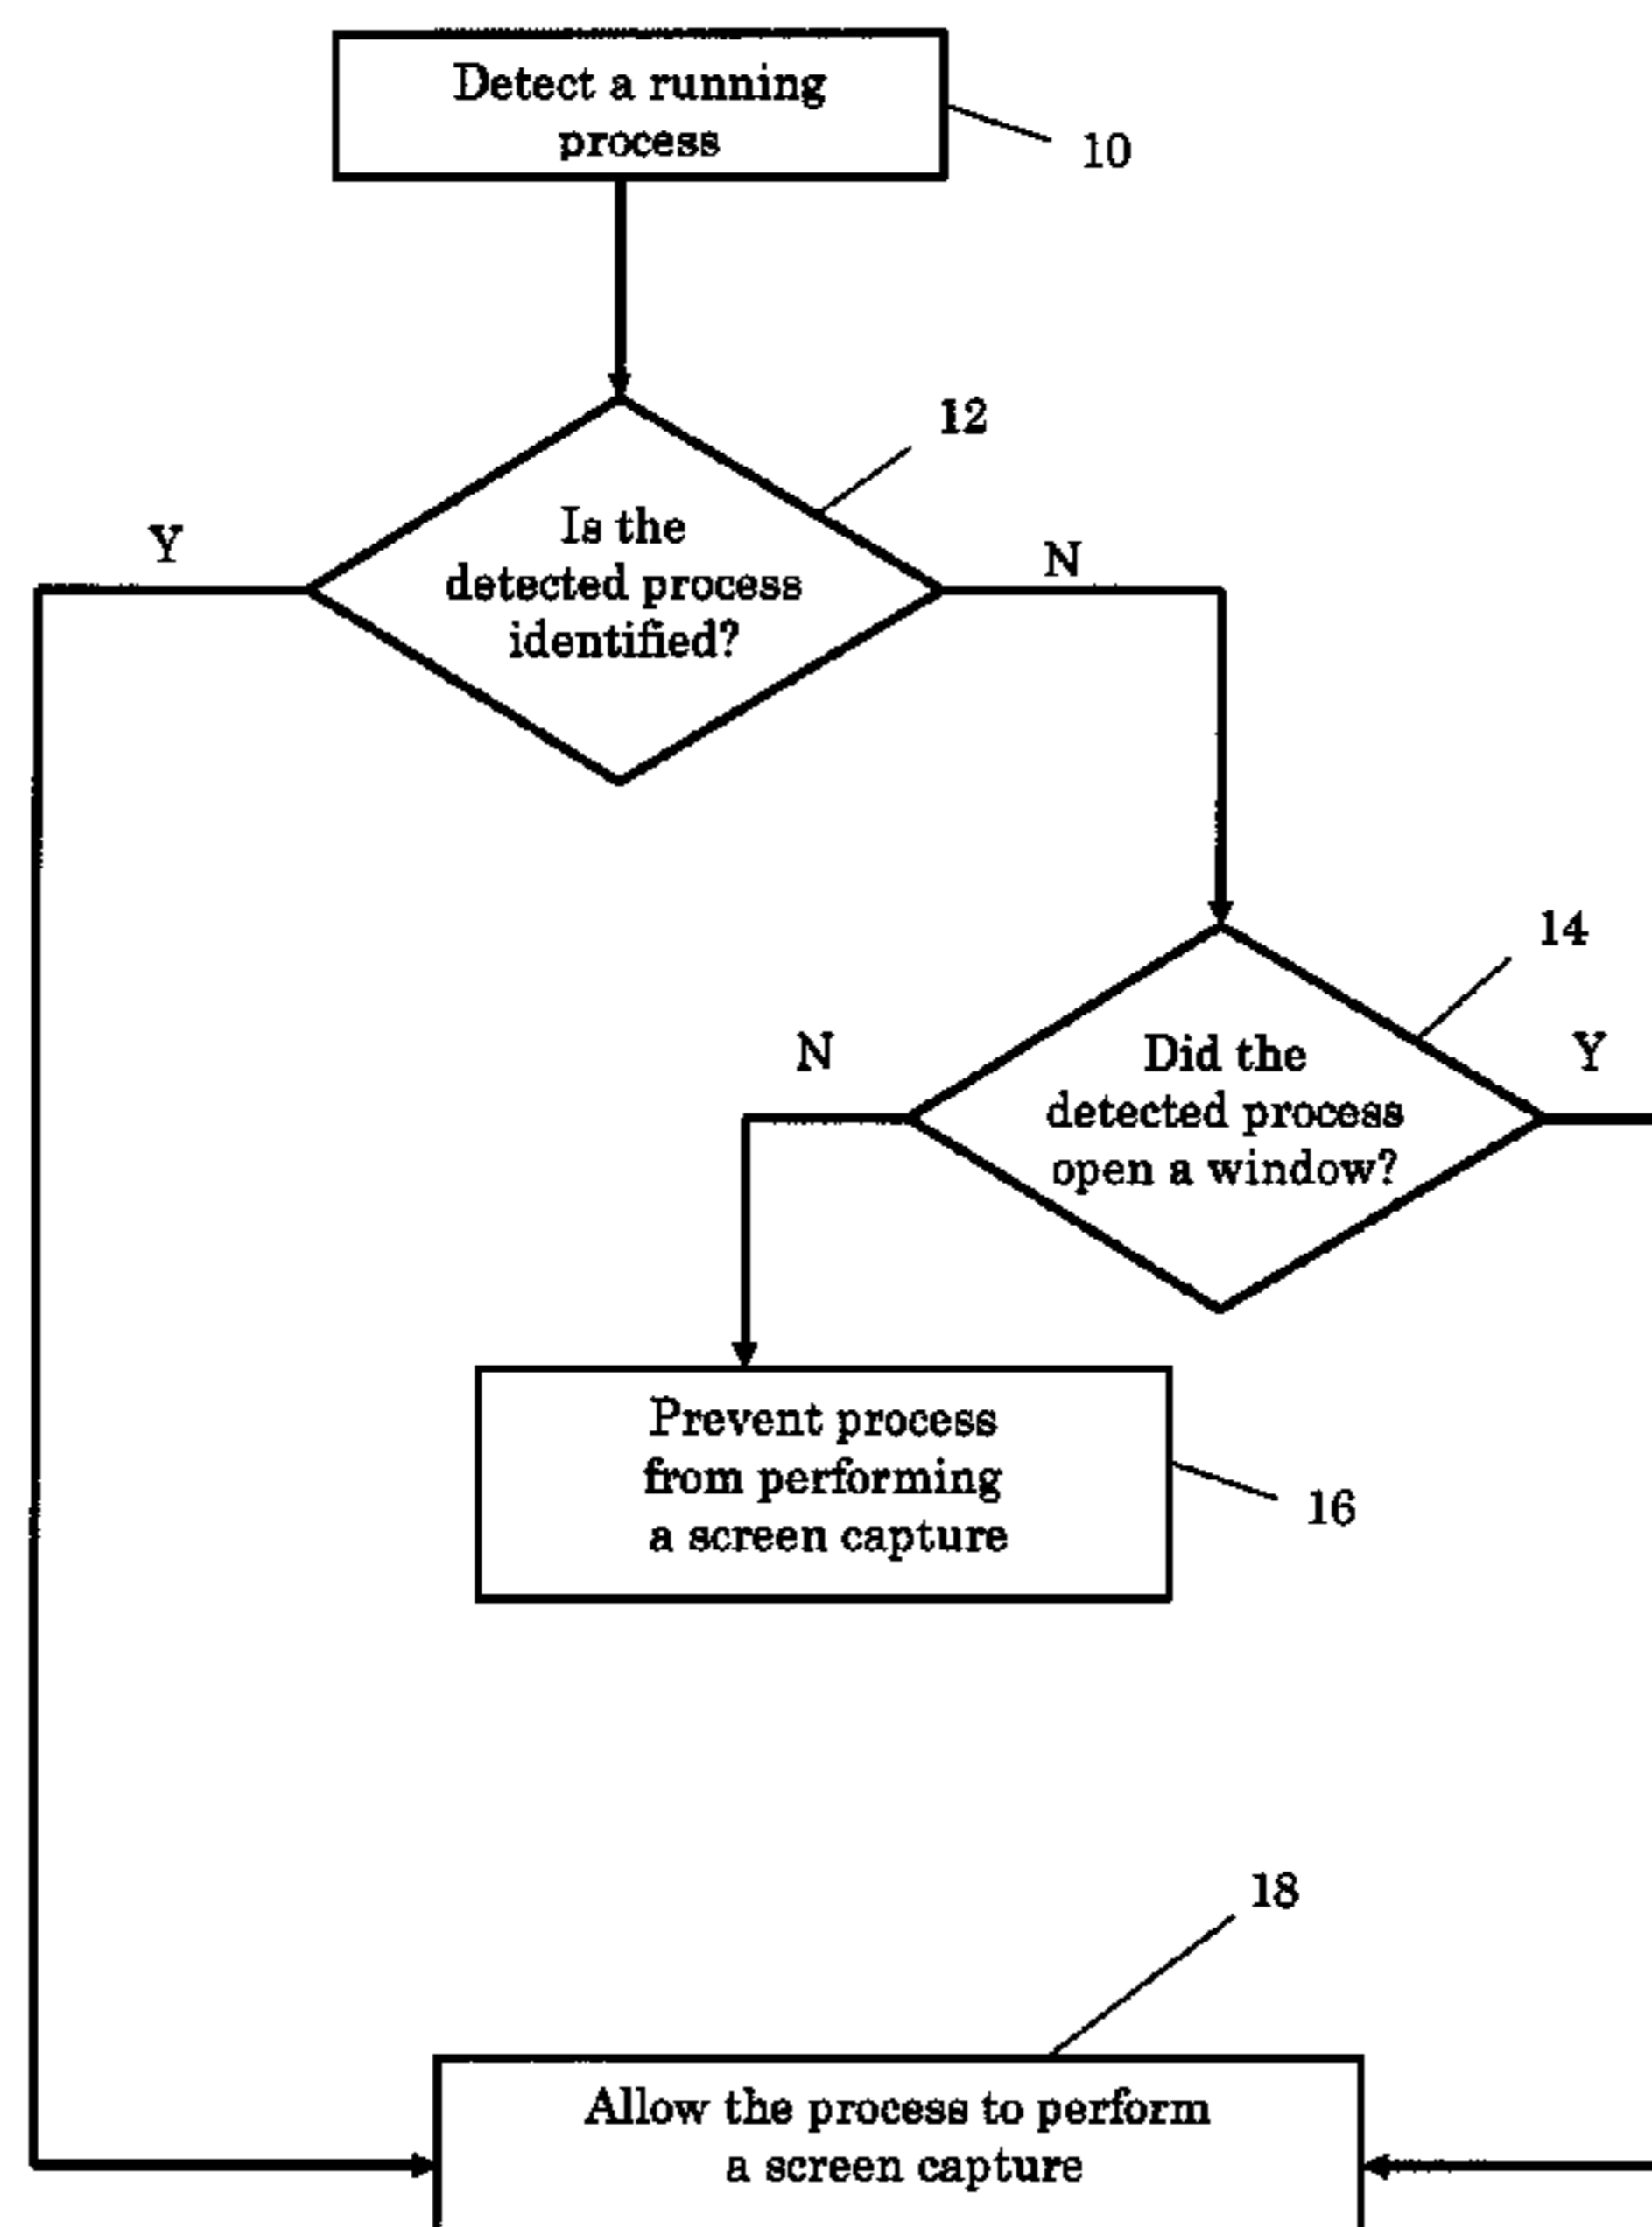 Detect a running
process
10
12
Y
N
Is the
detected process
identified?
14
N
Y
Did the
detected process
open a window?
Prevent process
from performing
a screen capture
16
18
Allow the process to perform
a screen capture